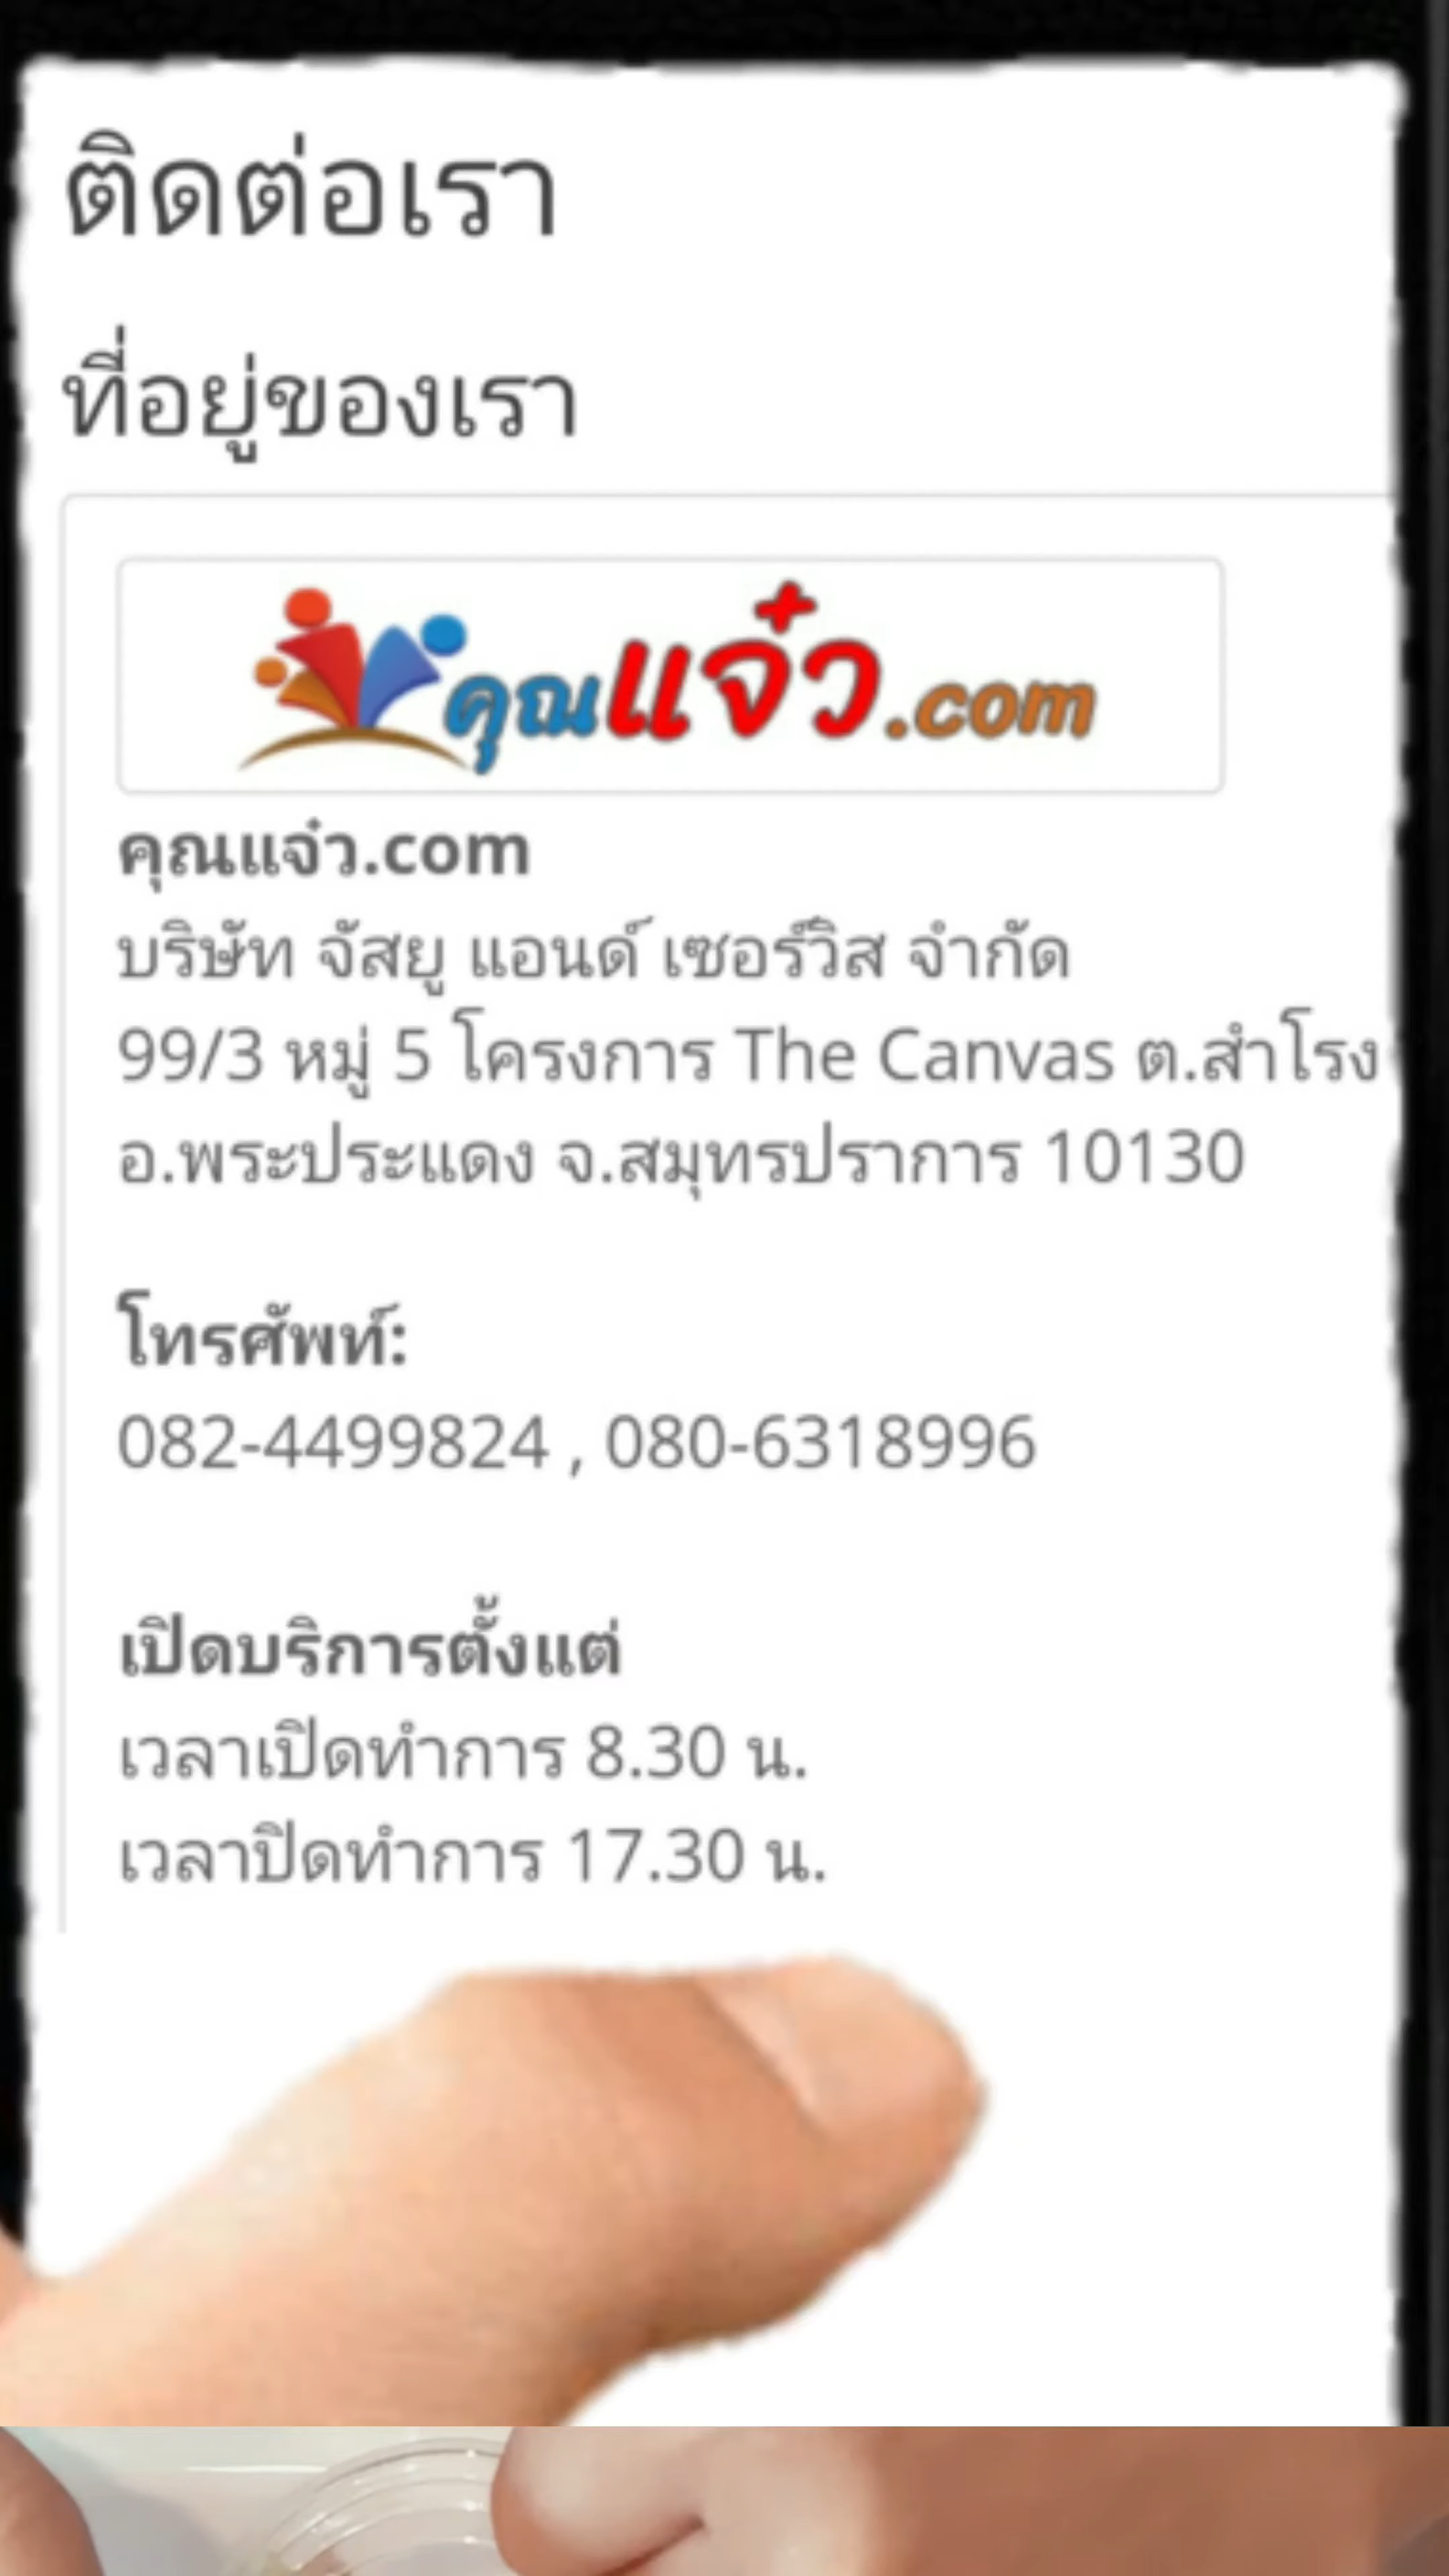 ติดต่อเรา
ที่อยู่ของเรา
คุณแจ๋ว.com
คุณแจ๋ว.com
บริษัท จัสยู แอนด์ เซอร์วิส จำกัด
99/3 หมู่ 5 โครงการ The Canvas ต.สำโรง
อ.พระประแดง จ.สมุทรปราการ 10130
โทรศัพท์:
082-4499824 , 080-6318996
เปิดบริการตั้งแต่
เวลาเปิดทำการ 8.30 น.
เวลาปิดทำการ 17.30 น.